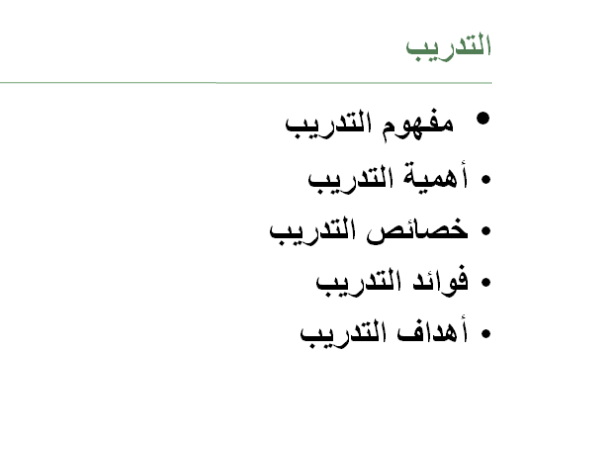 التدريب
• مفهوم التدريب
• أهمية التدريب
• خصائص التدريب
• فوائد التدريب
• أهداف التدريب